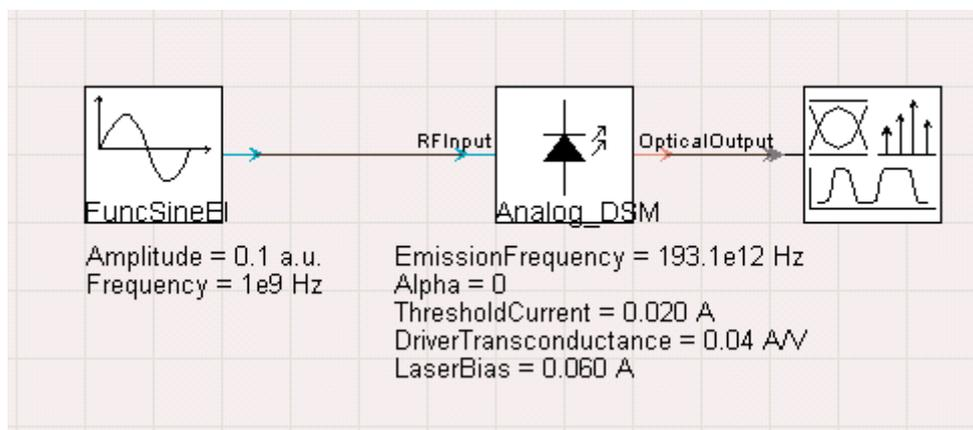 RFInput
OpticalOutput
FuncSineEl
Analog_DSM
Amplitude = 0.1 a.u.
Frequency = 1e9 Hz
EmissionFrequency = 193.1e12 Hz
Alpha = 0
ThresholdCurrent = 0.020 A
DriverTransconductance = 0.04 A/V
LaserBias = 0.060 A